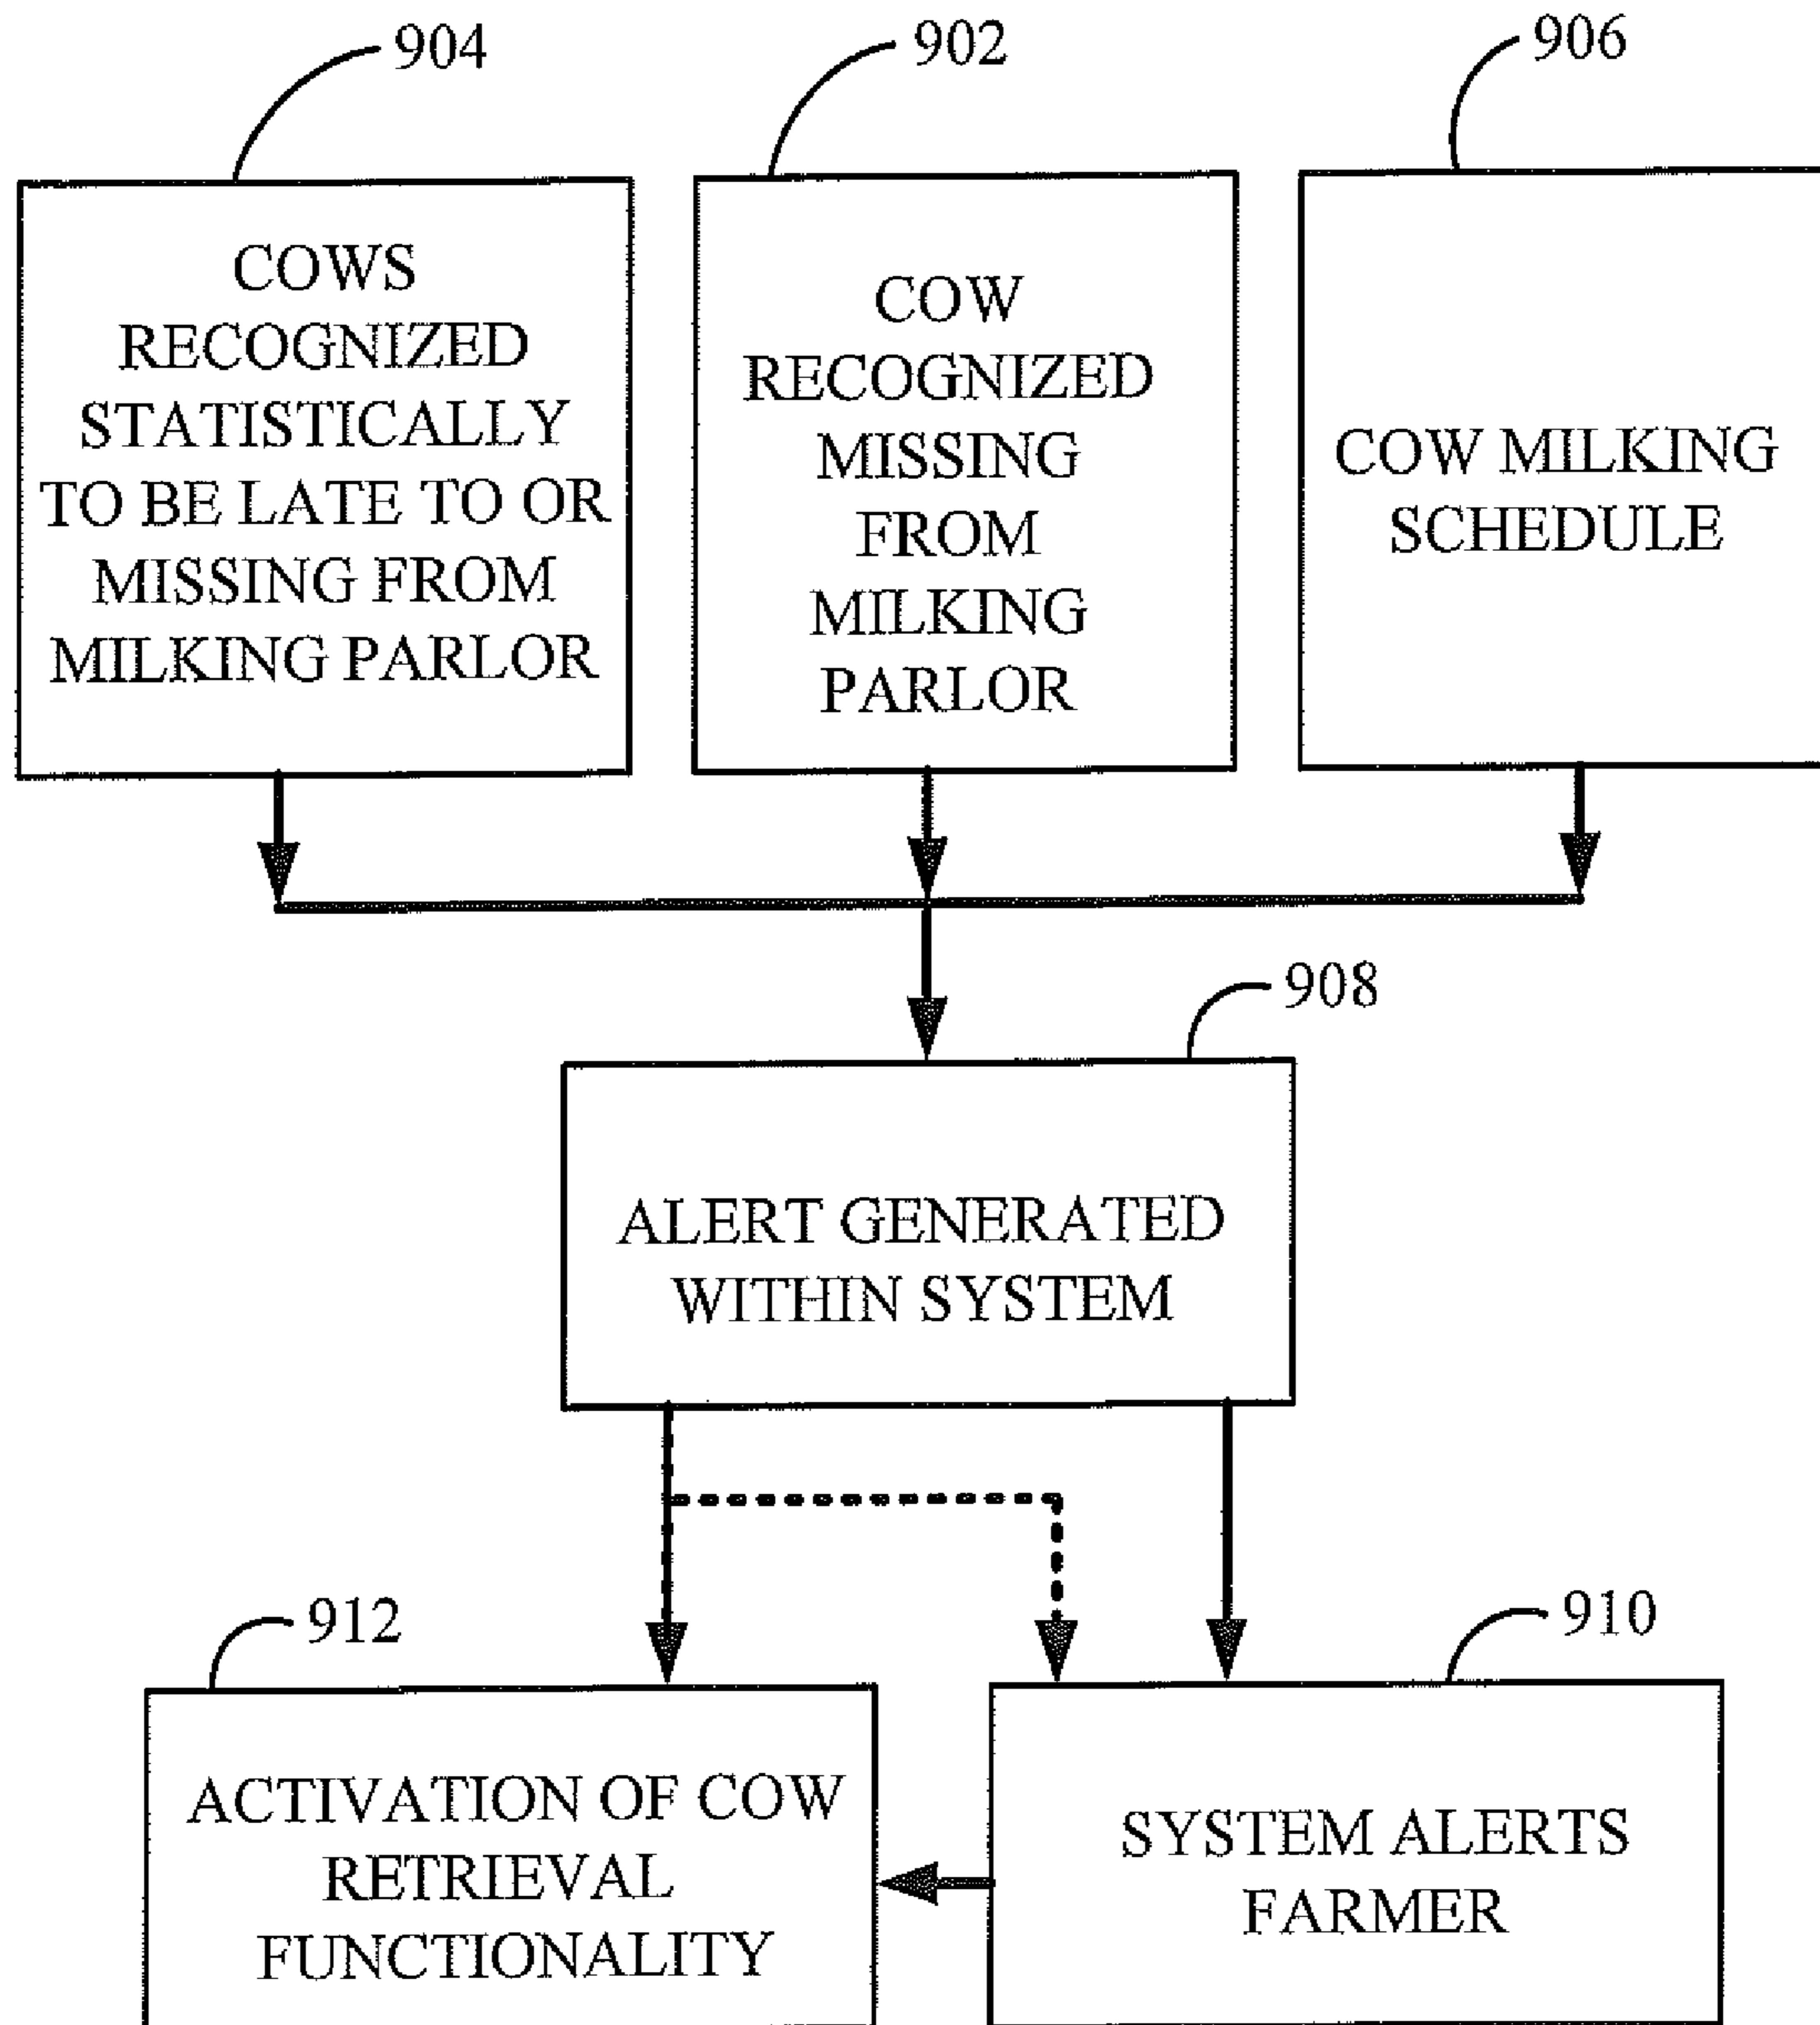 904
902
906
COWS
RECOGNIZED
STATISTICALLY
TO BE LATE TO OR
MISSING FROM
MILKING PARLOR
COW
RECOGNIZED
MISSING
FROM
MILKING
PARLOR
COW MILKING
SCHEDULE
908
ALERT GENERATED
WITHIN SYSTEM
912
910
ACTIVATION OF COW
RETRIEVAL
FUNCTIONALITY
SYSTEM ALERTS
FARMER